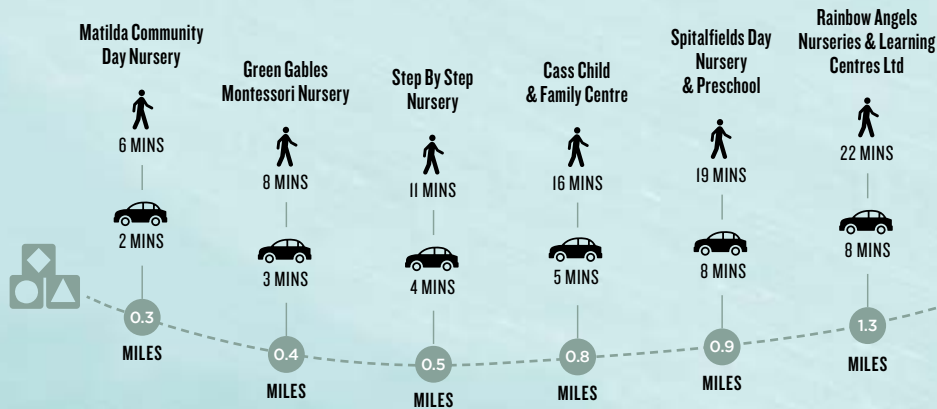 Matilda Community
Day Nursery
6 MINS
2 MINS
0.3
MILES
Green Gables
Montessori Nursery
8 MINS
3 MINS
0.4
MILES
Step By Step
Nursery
11 MINS
4 MINS
0.5
MILES
Cass Child
& Family Centre
16 MINS
5 MINS
0.8
MILES
Spitalfields Day
Nursery
& Preschool
19 MINS
8 MINS
0.9
MILES
Rainbow Angels
Nurseries & Learning
Centres Ltd
22 MINS
8 MINS
1.3
MILES